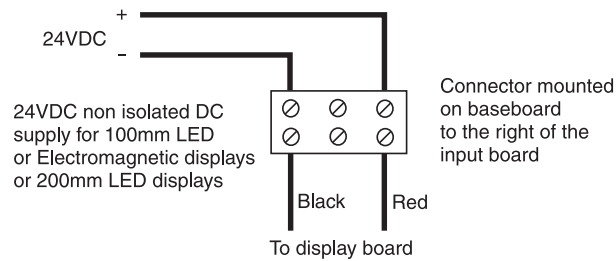 +
24VDC
–
24VDC non isolated DC
supply for 100mm LED
or Electromagnetic displays
or 200mm LED displays
Connector mounted
on baseboard
to the right of the
input board
Black
Red
To display board